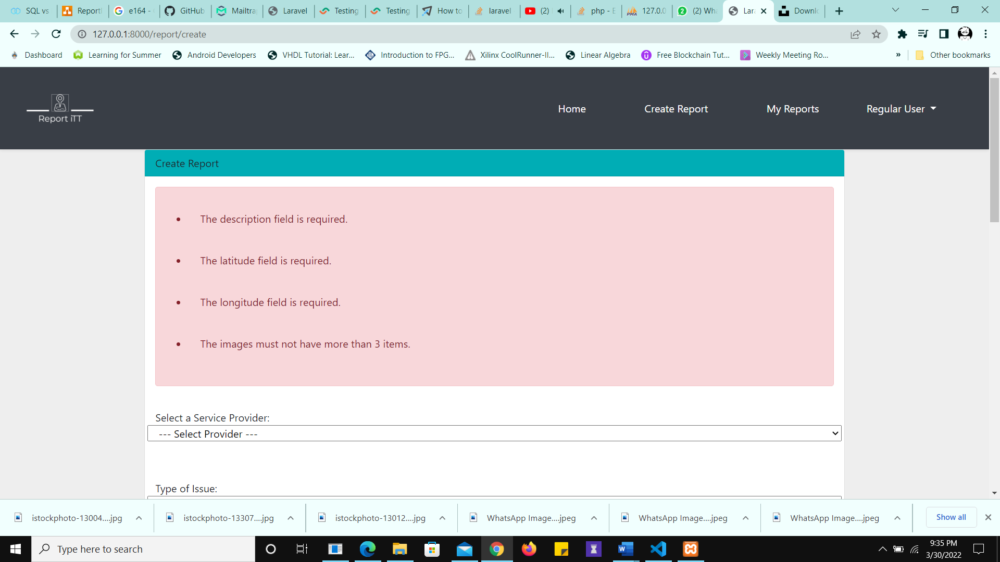 SQL vs
Report
e164 -
GitHub
Mailtra
Laravel
Testing
Testing
How to
laravel
(2)
php - E
127.0.0
(2) Wha
Lar
Downlo
127.0.0.1:8000/report/create
Dashboard
Learning for Summer
Android Developers
VHDL Tutorial: Lear...
Introduction to FPG...
Xilinx CoolRunner-II...
Linear Algebra
Free Blockchain Tut...
Weekly Meeting Ro...
»
Other bookmarks
Report iTT
Home
Create Report
My Reports
Regular User
Create Report
• The description field is required.
• The latitude field is required.
• The longitude field is required.
• The images must not have more than 3 items.
Select a Service Provider:
--- Select Provider ---
Type of Issue:
istockphoto-13004....jpg
istockphoto-13307....jpg
istockphoto-13012....jpg
WhatsApp Image....jpeg
WhatsApp Image....jpeg
WhatsApp Image....jpeg
Show all
Type here to search
9:35 PM
3/30/2022